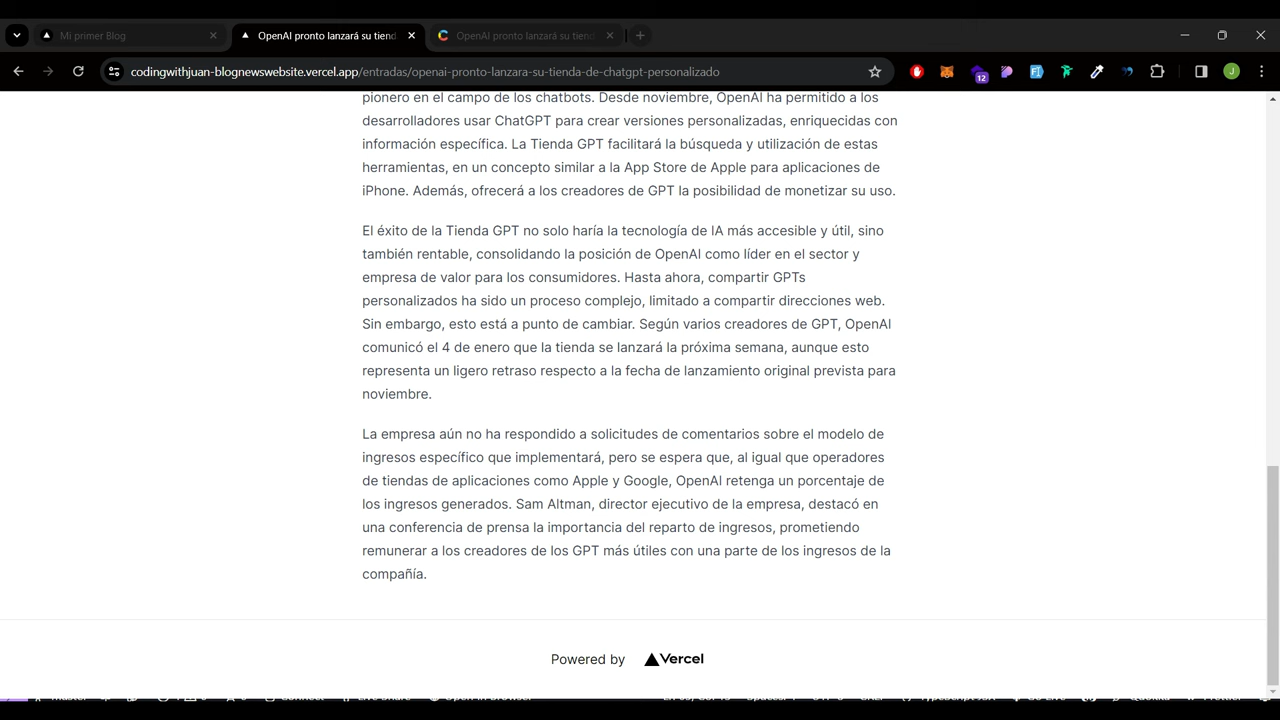 Mi primer Blog
OpenAI pronto lanzará su tiend
OpenAI pronto lanzará su tiend
codingwithjuan-blognewswebsite.vercel.app/entradas/openai-pronto-lanzara-su-tienda-de-chatgpt-personalizado
12
J
pionero en el campo de los chatbots. Desde noviembre, OpenAI ha permitido a los
desarrolladores usar ChatGPT para crear versiones personalizadas, enriquecidas con
información específica. La Tienda GPT facilitará la búsqueda y utilización de estas
herramientas, en un concepto similar a la App Store de Apple para aplicaciones de
iPhone. Además, ofrecerá a los creadores de GPT la posibilidad de monetizar su uso.
El éxito de la Tienda GPT no solo haría la tecnología de IA más accesible y útil, sino
también rentable, consolidando la posición de OpenAI como líder en el sector y
empresa de valor para los consumidores. Hasta ahora, compartir GPTs
personalizados ha sido un proceso complejo, limitado a compartir direcciones web.
Sin embargo, esto está a punto de cambiar. Según varios creadores de GPT, OpenAI
comunicó el 4 de enero que la tienda se lanzará la próxima semana, aunque esto
representa un ligero retraso respecto a la fecha de lanzamiento original prevista para
noviembre.
La empresa aún no ha respondido a solicitudes de comentarios sobre el modelo de
ingresos específico que implementará, pero se espera que, al igual que operadores
de tiendas de aplicaciones como Apple y Google, OpenAI retenga un porcentaje de
los ingresos generados. Sam Altman, director ejecutivo de la empresa, destacó en
una conferencia de prensa la importancia del reparto de ingresos, prometiendo
remunerar a los creadores de los GPT más útiles con una parte de los ingresos de la
compañía.
Powered by Vercel